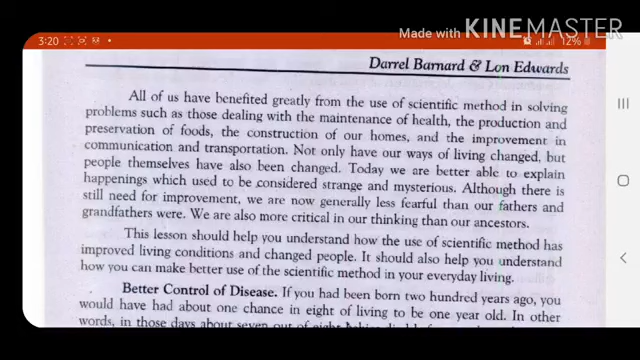 Made with KINEMASTER
3:20
12%
Darrel Barnard & Lon Edwards
All of us have benefited greatly from the use of scientific method in solving
problems such as those dealing with the maintenance of health, the production and
preservation of foods, the construction of our homes, and the improvement in
communication and transportation. Not only have our ways of living changed, but
people themselves have also been changed. Today we are better able to explain
happenings which used to be considered strange and mysterious. Although there is
still need for improvement, we are now generally less fearful than our fathers and
grandfathers were. We are also more critical in our thinking than our ancestors.
This lesson should help you understand how the use of scientific method has
improved living conditions and changed people. It should also help you understand
how you can make better use of the scientific method in your everyday living.
Better Control of Disease. If you had been born two hundred years ago, you
would have had about one chance in eight of living to be one year old. In other
words, in those days about seven out of eight babies